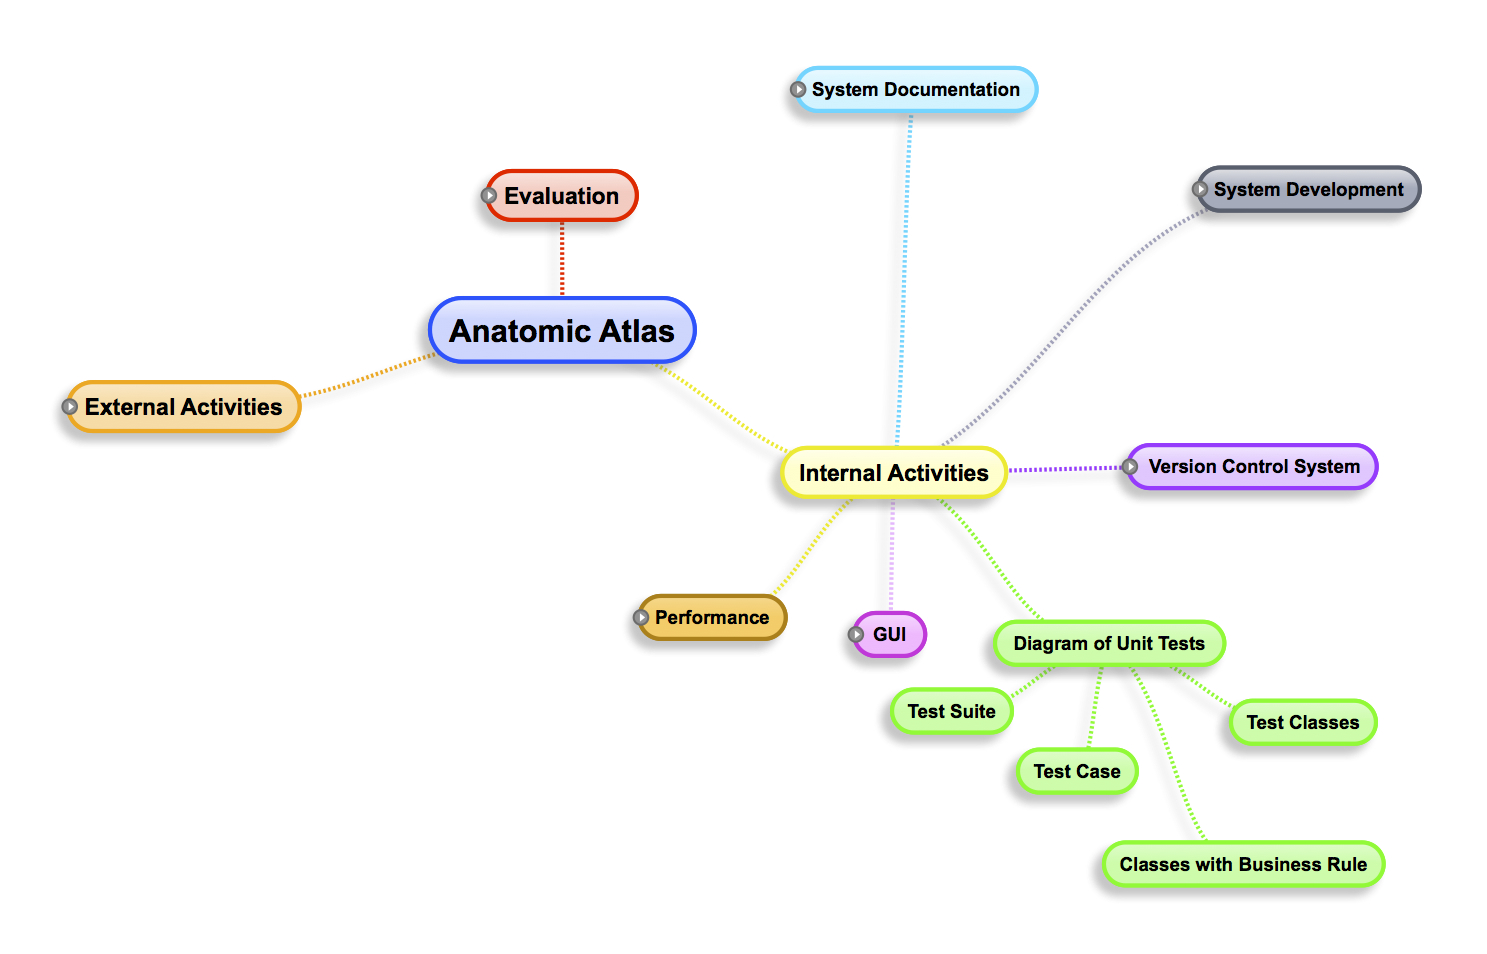 System Documentation
System Development
Evaluation
Anatomic Atlas
External Activities
Internal Activities
Version Control System
Performance
GUI
Diagram of Unit Tests
Test Suite
Test Classes
Test Case
Classes with Business Rule